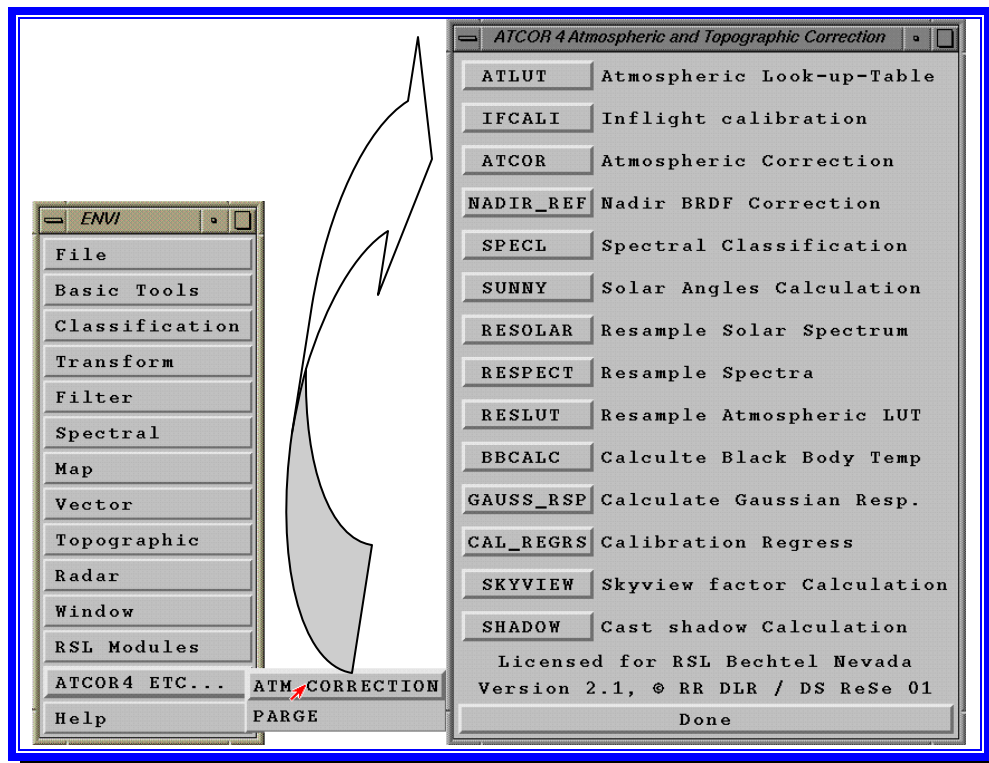 ENVI
File
Basic Tools
Classification
Transform
Filter
Spectral
Map
Vector
Topographic
Radar
Window
RSL Modules
ATCOR4 ETC...
Help
ATM CORRECTION
PARGE
ATCOR 4 Atmospheric and Topographic Correction
ATLUT Atmospheric Look-up-Table
IFCALI Inflight calibration
ATCOR Atmospheric Correction
NADIR_REF Nadir BRDF Correction
SPECL Spectral Classification
SUNNY Solar Angles Calculation
RESOLAR Resample Solar Spectrum
RESPECT Resample Spectra
RESLUT Resample Atmospheric LUT
BBCALC Calculte Black Body Temp
GAUSS_RSP Calculate Gaussian Resp.
CAL_REGRS Calibration Regress
SKYVIEW Skyview factor Calculation
SHADOW Cast shadow Calculation
Licensed for RSL Bechtel Nevada
Version 2.1, © RR DLR / DS ReSe 01
Done